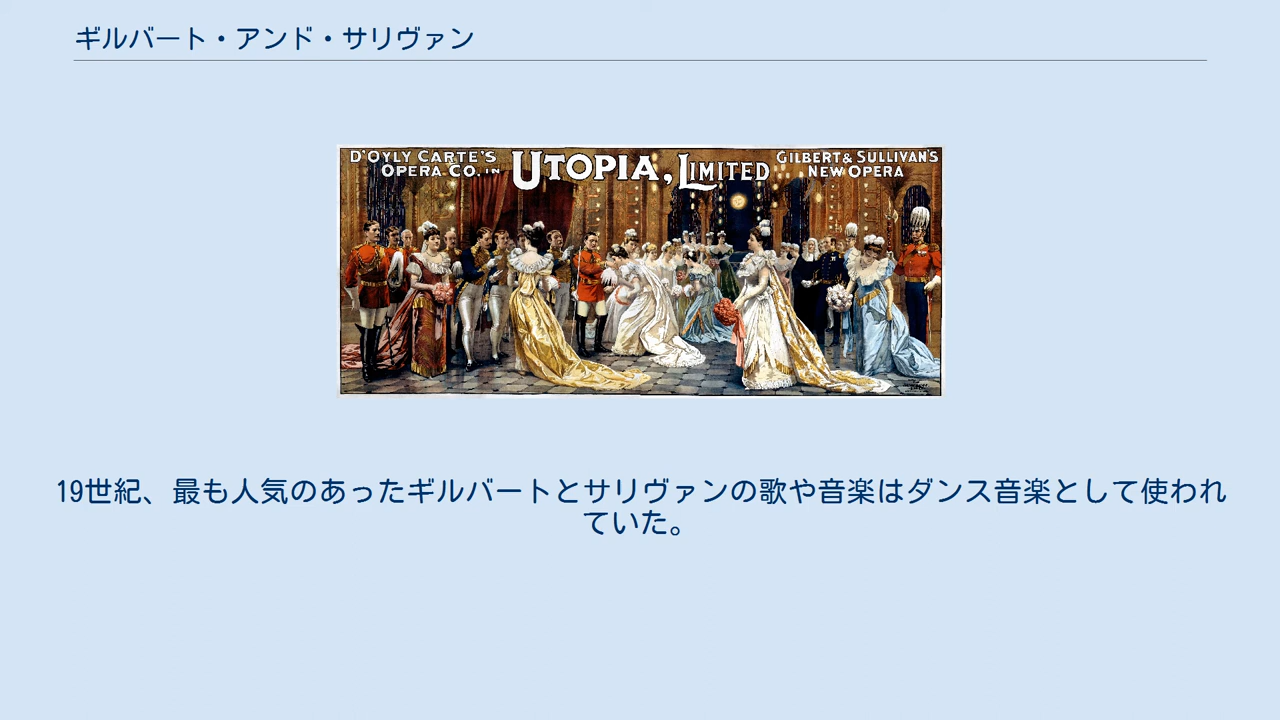 ギルバート・アンド・サリヴァン
D'OYLY CARTE'S
OPERA CO. IN
UTOPIA, LIMITED
GILBERT & SULLIVAN'S
NEW OPERA
19世紀、最も人気のあったギルバートとサリヴァンの歌や音楽はダンス音楽として使われ
ていた。